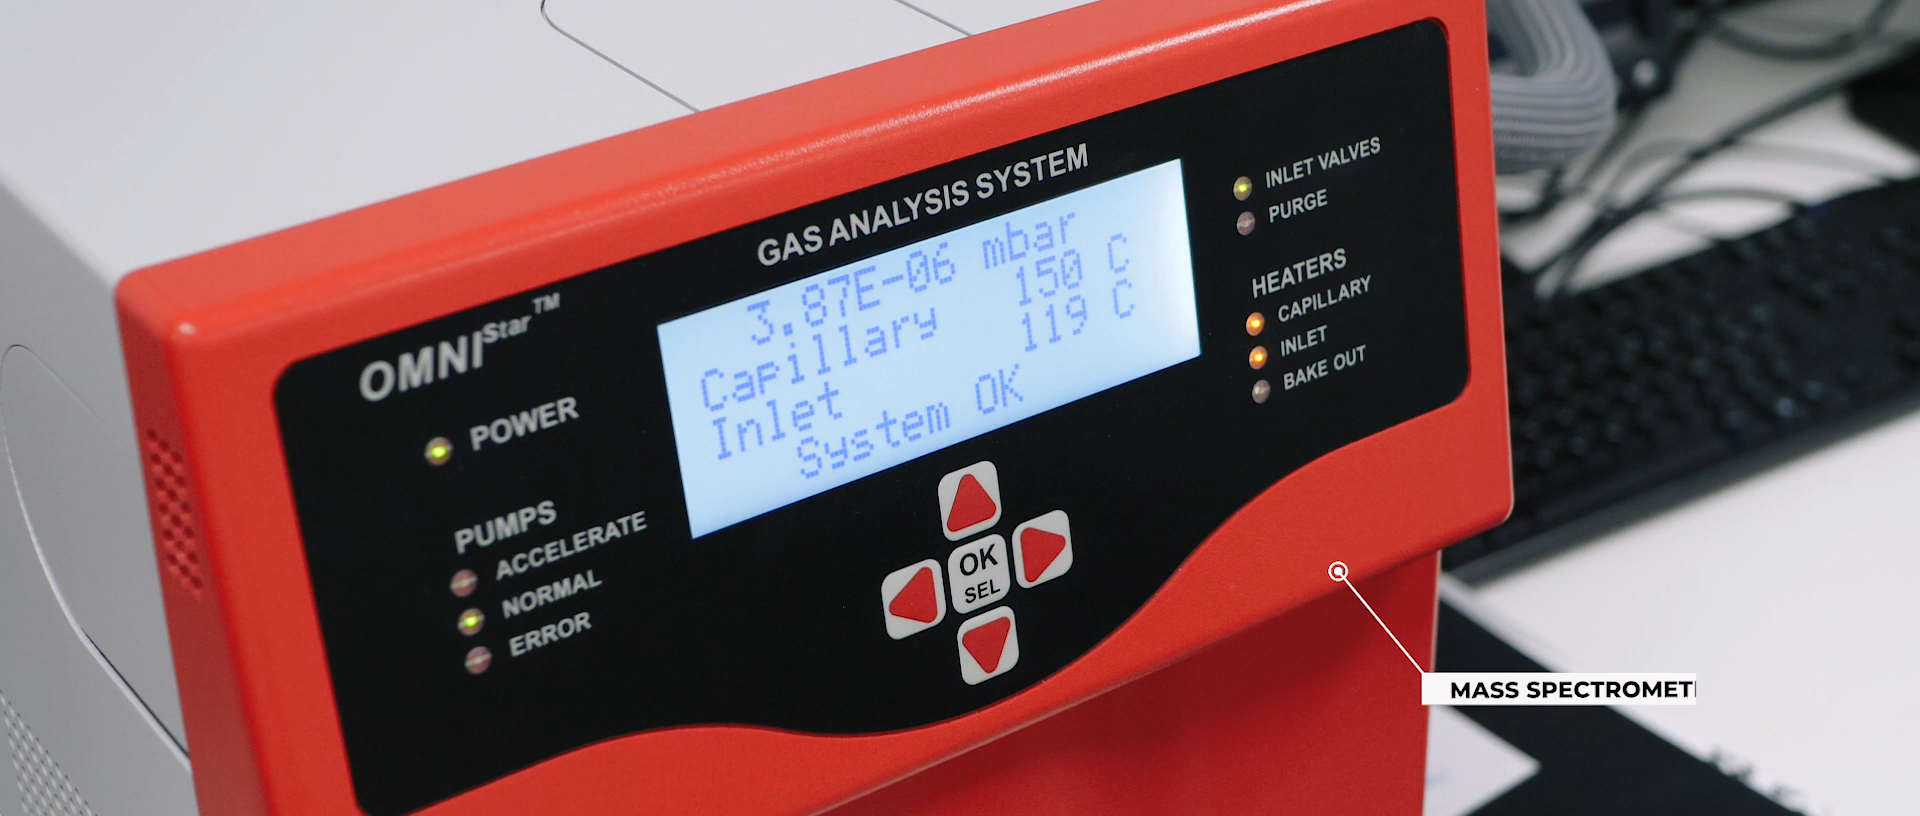 GAS ANALYSIS SYSTEM
OMNIStar™
3.87E-06 mbar
Capillary 150 C
Inlet 119 C
System OK
POWER
PUMPS
ACCELERATE
NORMAL
ERROR
OK
SEL
INLET VALVES
PURGE
HEATERS
CAPILLARY
INLET
BAKE OUT
MASS SPECTROMET